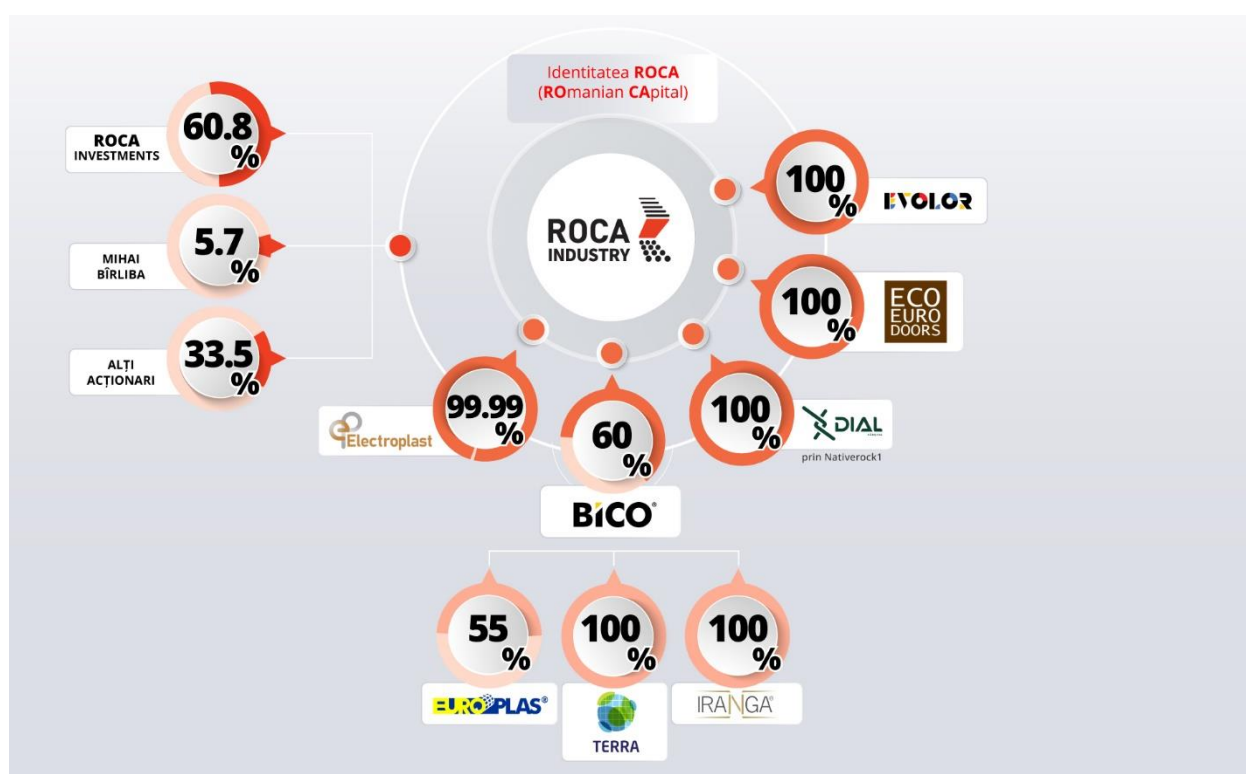 Identitatea ROCA
(ROmanian CApital)
ROCA
INVESTMENTS
60.8
%
MIHAI
BÎRLIBA
5.7
%
ALȚI
ACȚIONARI
33.5
%
ROCA
INDUSTRY
100
%
EVOLOR
100
%
ECO
EURO
DOORS
100
%
DIAL
prin Nativerock1
60
%
BiCO®
99.99
%
Electroplast
55
%
EUROPLAS®
100
%
TERRA
100
%
IRANGA®